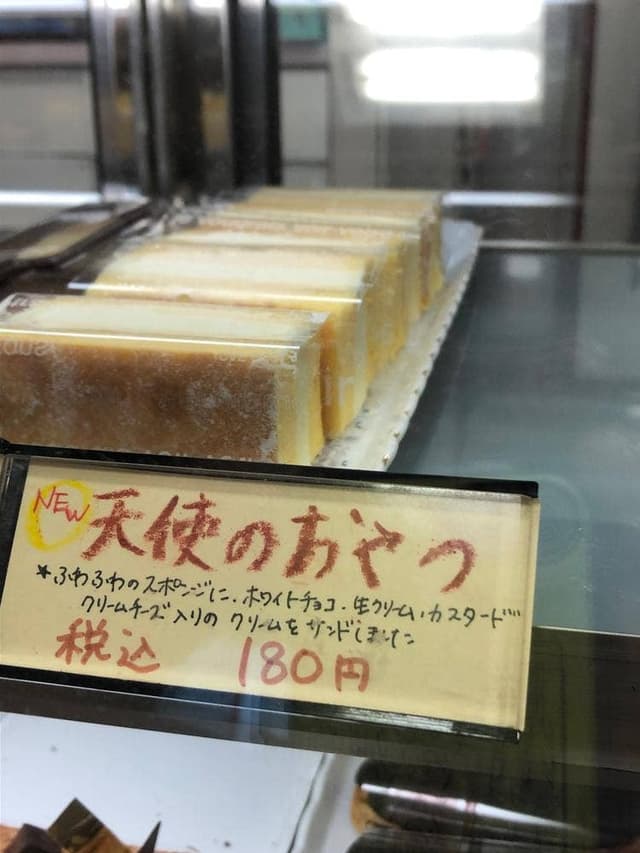 NEW 天使のおやつ
★ふわふわのスポンジに、ホワイトチョコ、生クリーム、カスタード
クリームチーズ入りの クリームをサンドしました
税込 180円